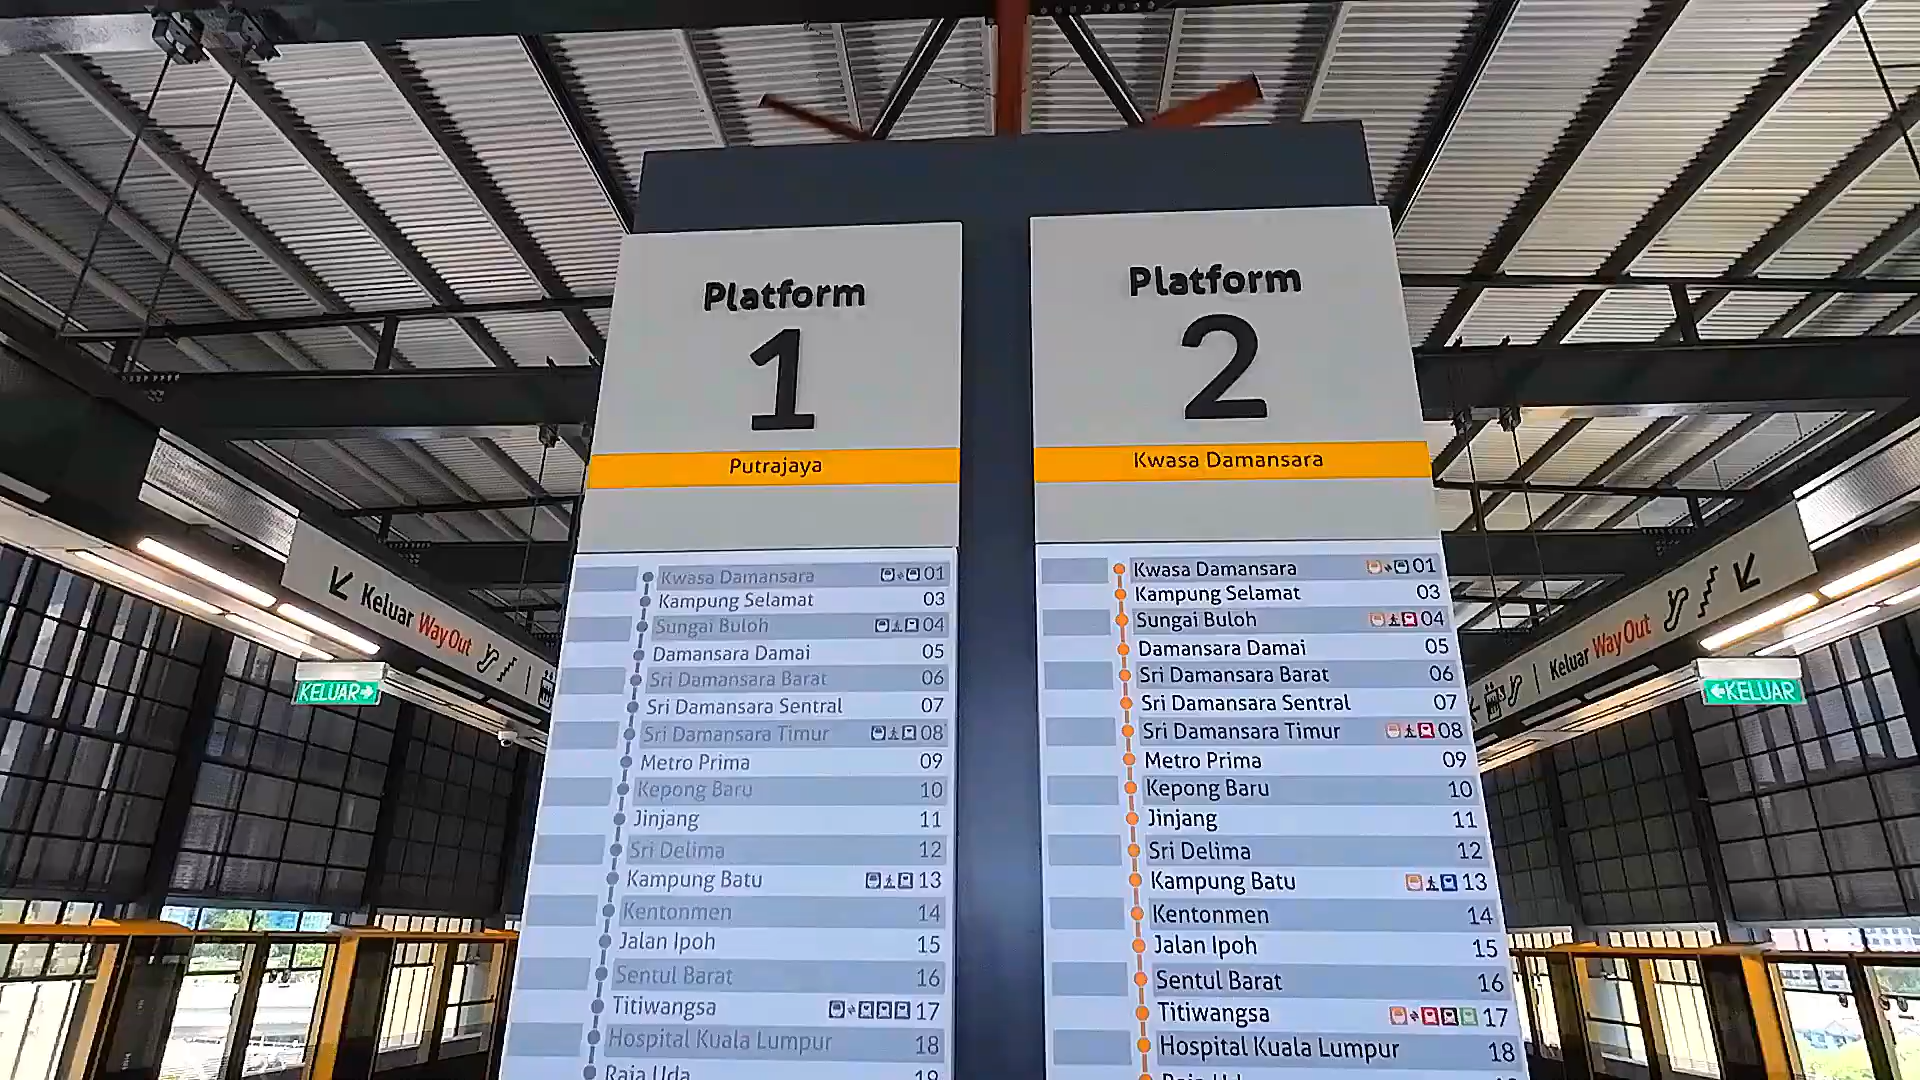 Platform
1
Putrajaya
Kwasa Damansara 01
Kampung Selamat 03
Sungai Buloh 04
Damansara Damai 05
Sri Damansara Barat 06
Sri Damansara Sentral 07
Sri Damansara Timur 08
Metro Prima 09
Kepong Baru 10
Jinjang 11
Sri Delima 12
Kampung Batu 13
Kentonmen 14
Jalan Ipoh 15
Sentul Barat 16
Titiwangsa 17
Hospital Kuala Lumpur 18
Raja Uda 19
Platform
2
Kwasa Damansara
Kwasa Damansara 01
Kampung Selamat 03
Sungai Buloh 04
Damansara Damai 05
Sri Damansara Barat 06
Sri Damansara Sentral 07
Sri Damansara Timur 08
Metro Prima 09
Kepong Baru 10
Jinjang 11
Sri Delima 12
Kampung Batu 13
Kentonmen 14
Jalan Ipoh 15
Sentul Barat 16
Titiwangsa 17
Hospital Kuala Lumpur 18
Keluar Way Out
KELUAR
Keluar Way Out
KELUAR